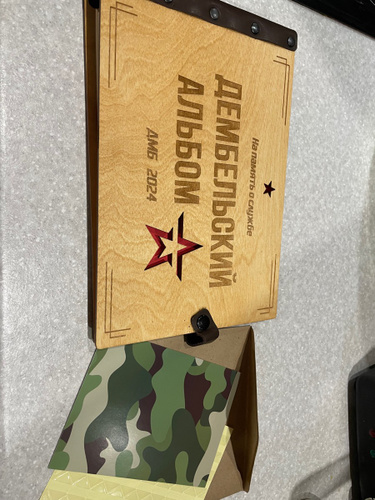 На память о службе
ДЕМБЕЛЬСКИЙ
АЛЬБОМ
ДМБ 2024